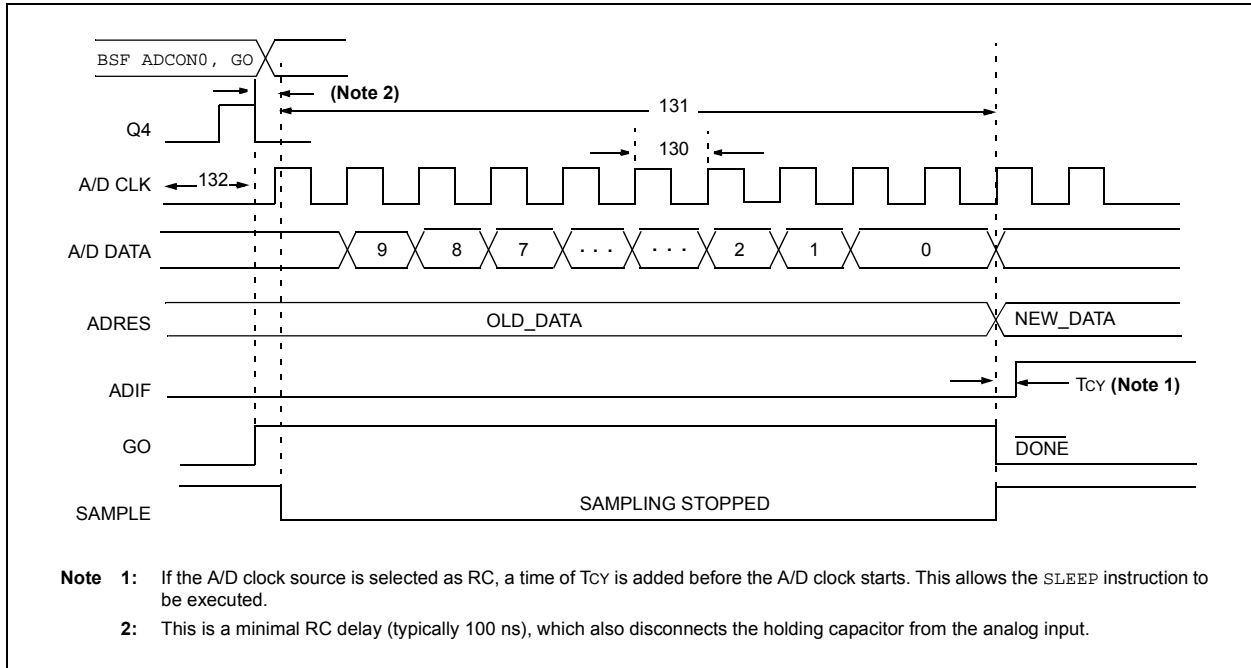 BSF ADCON0, GO
(Note 2)
131
Q4
130
A/D CLK
132
A/D DATA
9 8 7 . . . . . . 2 1 0
ADRES
OLD_DATA
NEW_DATA
ADIF
TCY (Note 1)
GO
DONE
SAMPLE
SAMPLING STOPPED
Note 1: If the A/D clock source is selected as RC, a time of TCY is added before the A/D clock starts. This allows the SLEEP instruction to
be executed.
2: This is a minimal RC delay (typically 100 ns), which also disconnects the holding capacitor from the analog input.